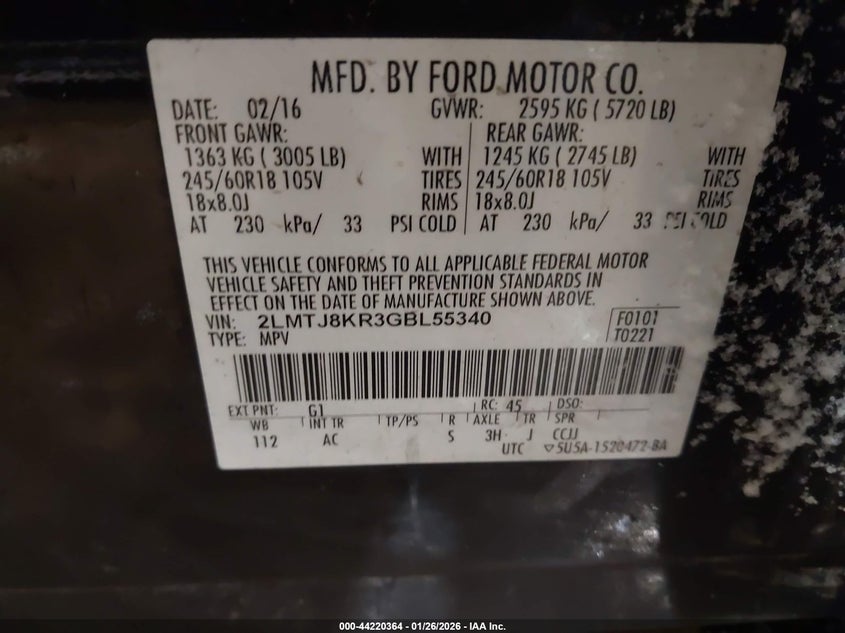 MFD. BY FORD MOTOR CO.
DATE: 02/16 GVWR: 2595 KG ( 5720 LB)
FRONT GAWR: REAR GAWR:
1363 KG ( 3005 LB) WITH 1245 KG ( 2745 LB) WITH
245/60R18 105V TIRES 245/60R18 105V TIRES
18x8.0J RIMS 18x8.0J RIMS
AT 230 kPa/ 33 PSI COLD AT 230 kPa/ 33 PSI COLD
THIS VEHICLE CONFORMS TO ALL APPLICABLE FEDERAL MOTOR
VEHICLE SAFETY AND THEFT PREVENTION STANDARDS IN
EFFECT ON THE DATE OF MANUFACTURE SHOWN ABOVE.
VIN: 2LMTJ8KR3GBL55340 F0101
TYPE: MPV T0221
EXT PNT: G1 RC: 45 DSO:
WB INT TR TP/PS R AXLE TR SPR
112 AC S 3H J CCJJ
UTC ▽5U5A-1520472-BA
000-44220364 - 01/26/2026 - IAA Inc.